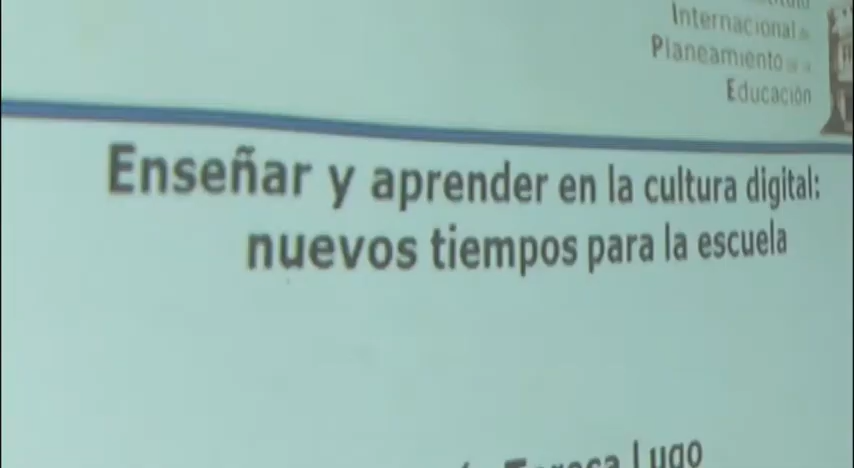 Internacional
Planeamiento
Educación
Enseñar y aprender en la cultura digital:
nuevos tiempos para la escuela
Teresa Lugo